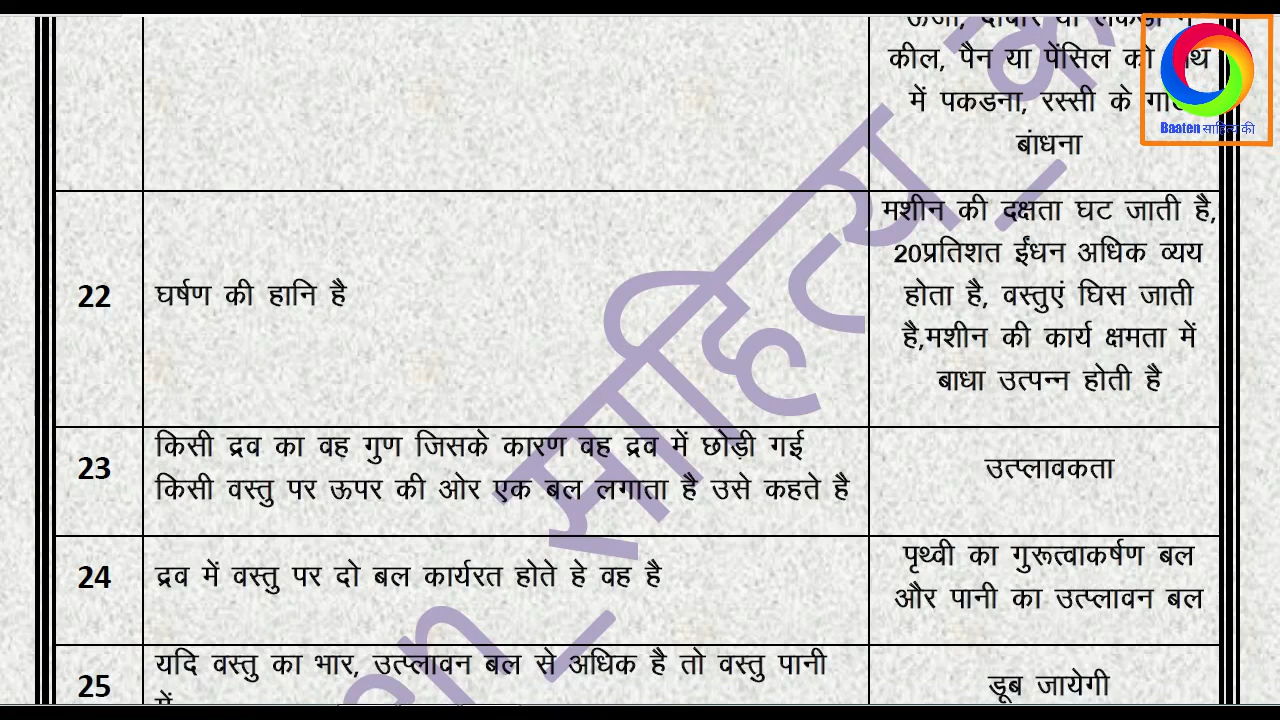 कील, पैन या पेंसिल को
में पकडना, रस्सी के
बांधना
Baaten साहित्य की
22
घर्षण की हानि है
मशीन की दक्षता घट जाती है,
20प्रतिशत ईंधन अधिक व्यय
होता है, वस्तुएं घिस जाती
है,मशीन की कार्य क्षमता में
बाधा उत्पन्न होती है
23
किसी द्रव का वह गुण जिसके कारण वह द्रव में छोड़ी गई
किसी वस्तु पर ऊपर की ओर एक बल लगाता है उसे कहते है
उत्प्लावकता
24
द्रव में वस्तु पर दो बल कार्यरत होते हे वह है
पृथ्वी का गुरूत्वाकर्षण बल
और पानी का उत्प्लावन बल
25
यदि वस्तु का भार, उत्प्लावन बल से अधिक है तो वस्तु पानी
में
डूब जायेगी
साहित्य